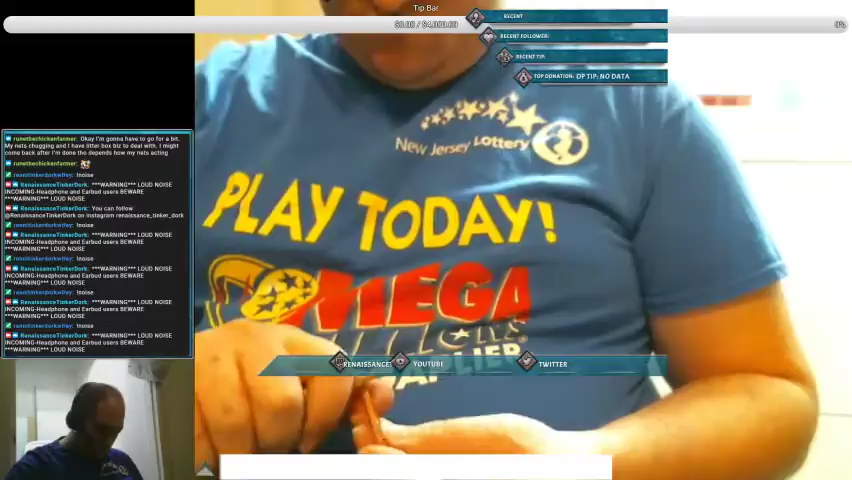 Tip Bar
$0.00 / $4,000.00
0%
RECENT
RECENT FOLLOWER:
RECENT TIP:
TOP DONATION: OP TIP: NO DATA
runethechickenfarmer: Okay I'm gonna have to go for a bit.
My nets chugging and I have litter box biz to deal with. I might
come back after I'm done tho depends how my nets acting
runethechickenfarmer:
renntinkerdorkwifey: !noise
RenaissanceTinkerDork: ***WARNING*** LOUD NOISE
INCOMING-Headphone and Earbud users BEWARE
***WARNING*** LOUD NOISE
RenaissanceTinkerDork: You can follow
@RenaissanceTinkerDork on Instagram renaissance_tinker_dork
renntinkerdorkwifey: !noise
RenaissanceTinkerDork: ***WARNING*** LOUD NOISE
INCOMING-Headphone and Earbud users BEWARE
***WARNING*** LOUD NOISE
renntinkerdorkwifey: !noise
RenaissanceTinkerDork: ***WARNING*** LOUD NOISE
INCOMING-Headphone and Earbud users BEWARE
***WARNING*** LOUD NOISE
renntinkerdorkwifey: !noise
RenaissanceTinkerDork: ***WARNING*** LOUD NOISE
INCOMING-Headphone and Earbud users BEWARE
***WARNING*** LOUD NOISE
renntinkerdorkwifey: !noise
RenaissanceTinkerDork: ***WARNING*** LOUD NOISE
INCOMING-Headphone and Earbud users BEWARE
***WARNING*** LOUD NOISE
New Jersey Lottery
PLAY TODAY!
MEGA
RENAISSANCE
YOUTUBE
TWITTER